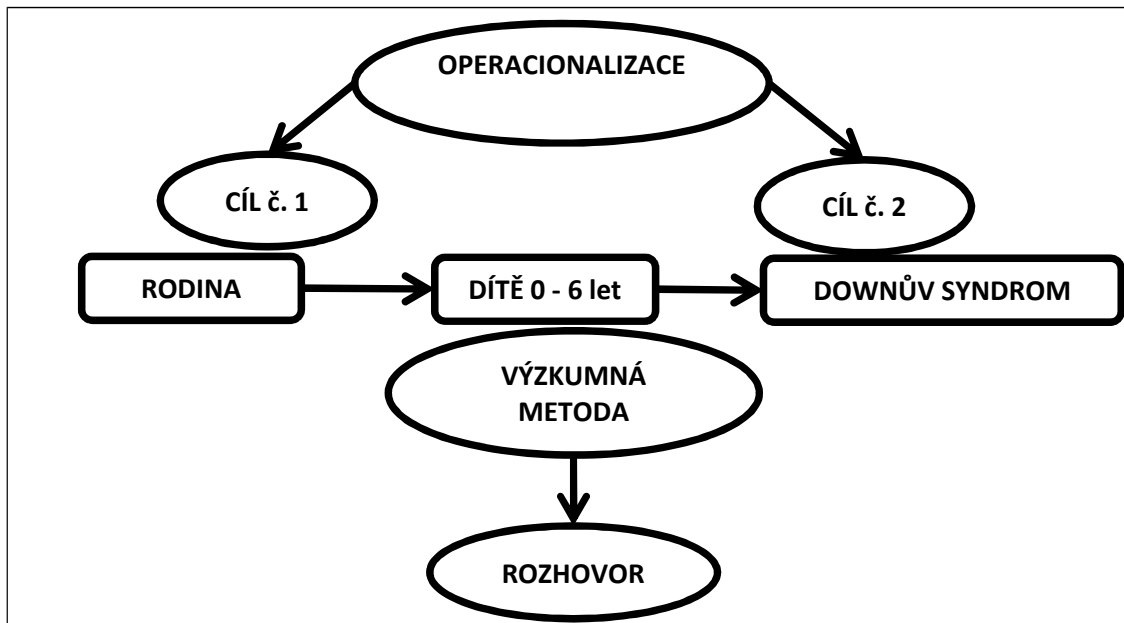 OPERACIONALIZACE
CÍL č. 1
CÍL č. 2
RODINA
DÍTĚ 0 - 6 let
DOWNŮV SYNDROM
VÝZKUMNÁ
METODA
ROZHOVOR